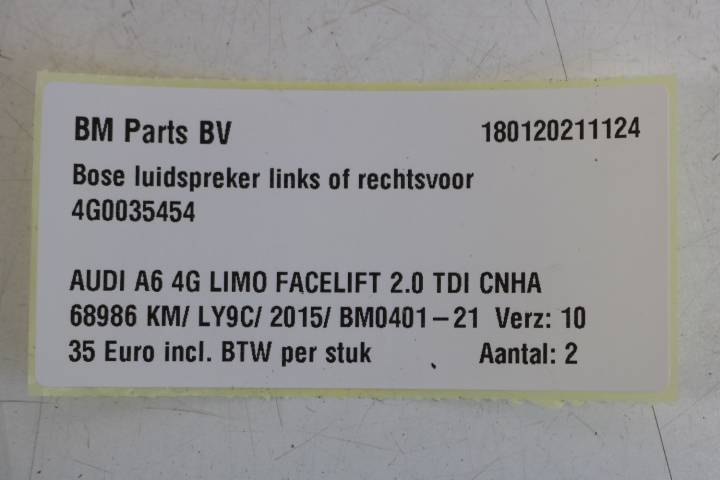 BM Parts BV 180120211124
Bose luidspreker links of rechtsvoor
4G0035454
AUDI A6 4G LIMO FACELIFT 2.0 TDI CNHA
68986 KM/ LY9C/ 2015/ BM0401-21 Verz: 10
35 Euro incl. BTW per stuk Aantal: 2